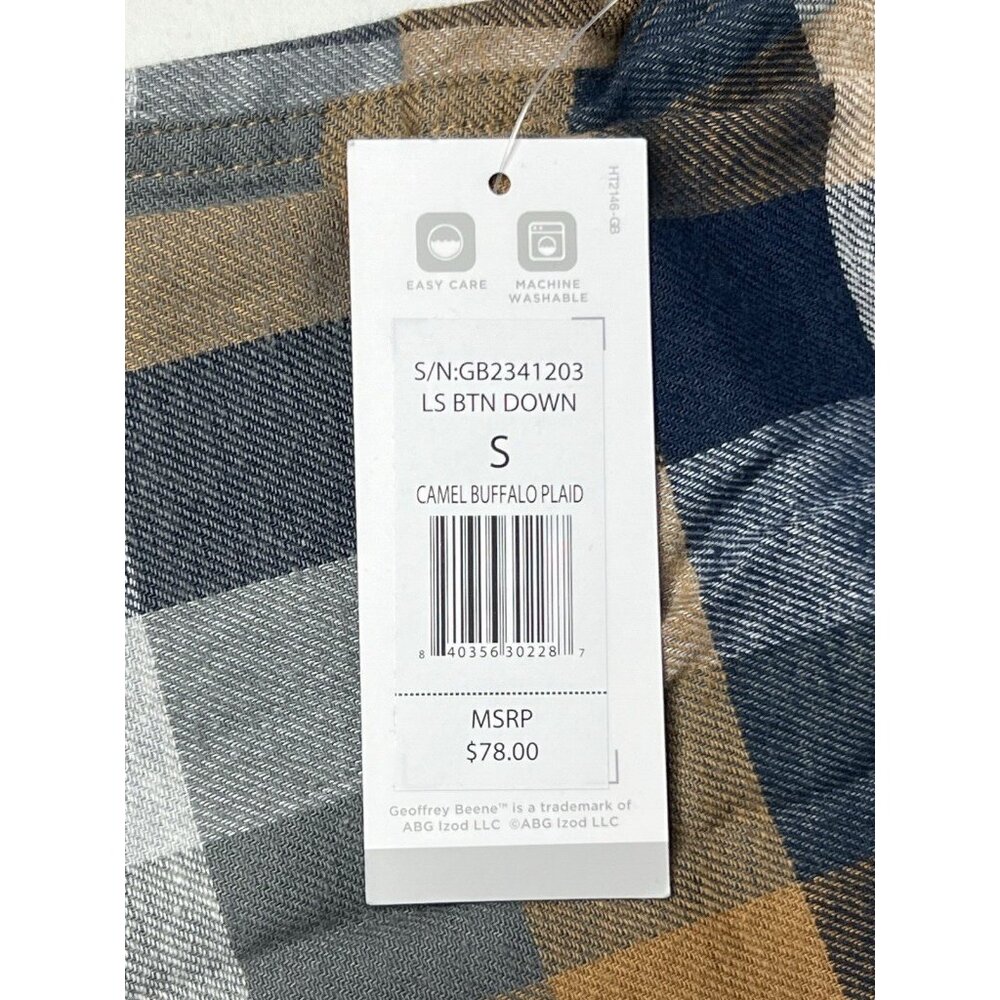 HT2146-GB
EASY CARE
MACHINE
WASHABLE
S/N:GB2341203
LS BTN DOWN
S
CAMEL BUFFALO PLAID
8 40356 30228 7
MSRP
$78.00
Geoffrey Beene™ is a trademark of
ABG Izod LLC ©ABG Izod LLC